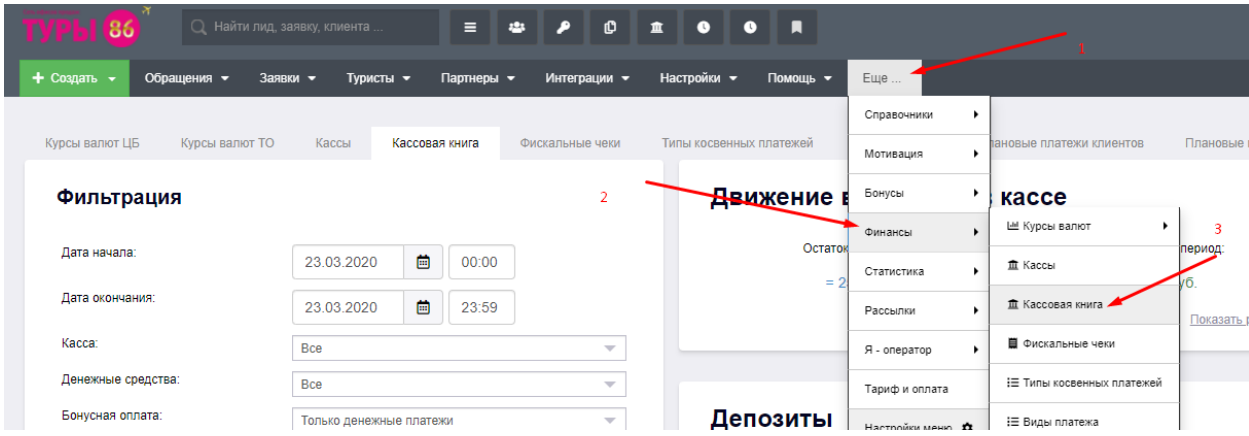 ТУРЫ 86
Найти лид, заявку, клиента ...
1
+ Создать Обращения Заявки Туристы Партнеры Интеграции Настройки Помощь Еще ...
Справочники
Курсы валют ЦБ Курсы валют ТО Кассы Кассовая книга Фискальные чеки Типы косвенных платежей платежи клиентов Плановые
Мотивация
Фильтрация
2
Движение в кассе
Бонусы
Финансы
Курсы валют
3
Дата начала:
23.03.2020 00:00
Остаток период:
Статистика
Кассы
= 2 уб.
Дата окончания:
23.03.2020 23:59
Рассылки
Кассовая книга
Показать
Касса:
Все
Я - оператор
Фискальные чеки
Денежные средства:
Все
Тариф и оплата
Типы косвенных платежей
Бонусная оплата:
Только денежные платежи
Депозиты
Настройки меню
Виды платежа